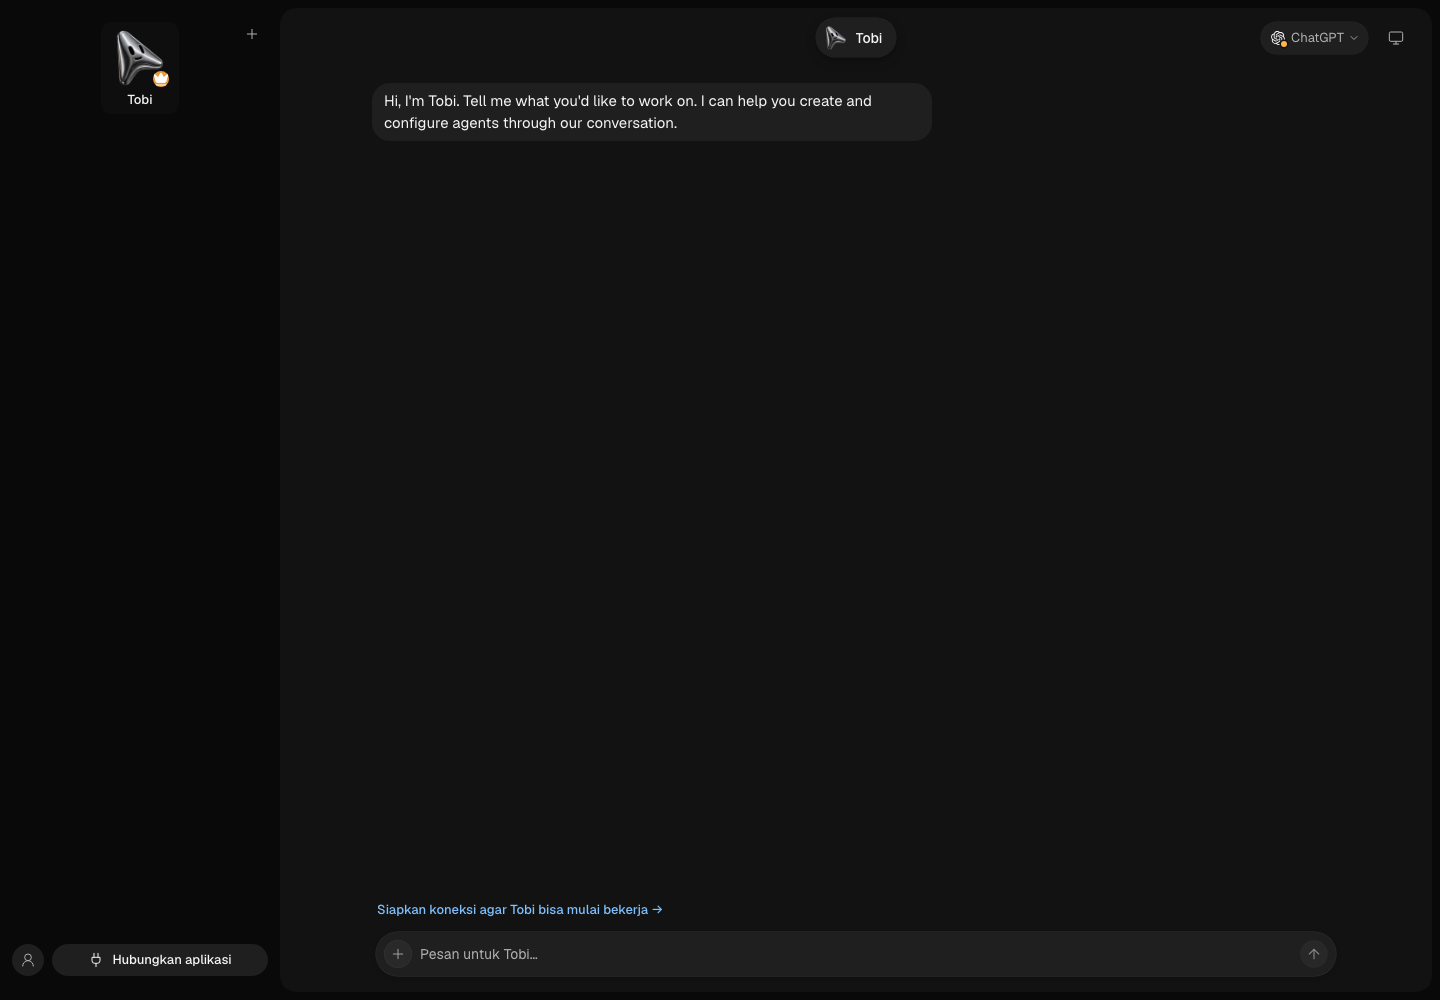 Tobi
Tobi
ChatGPT
Hi, I'm Tobi. Tell me what you'd like to work on. I can help you create and
configure agents through our conversation.
Siapkan koneksi agar Tobi bisa mulai bekerja →
Pesan untuk Tobi…
Hubungkan aplikasi